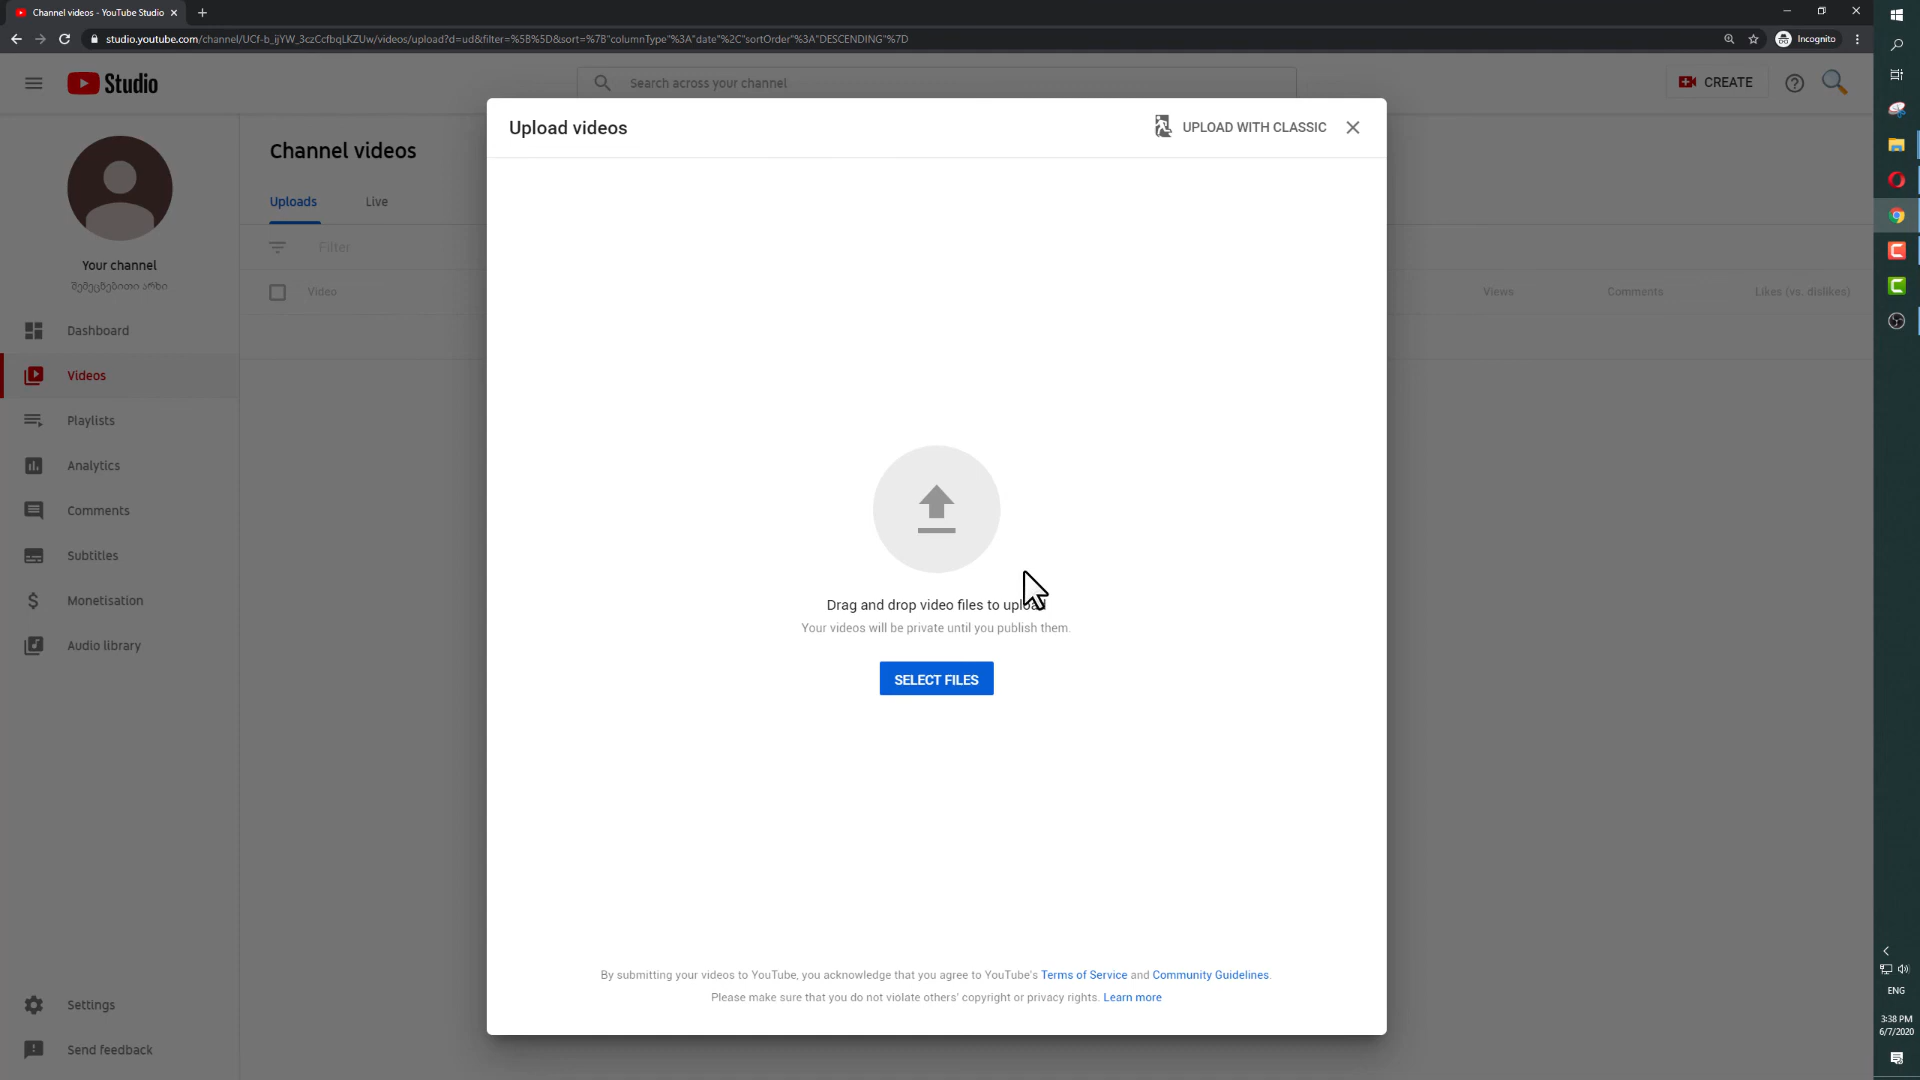 Channel videos - YouTube Studio
studio.youtube.com/channel/UCf-b_ijYW_3czCcfbqLKZUw/videos/upload?d=ud&filter=%5B%5D&sort=%7B"columnType"%3A"date"%2C"sortOrder"%3A"DESCENDING"%7D
Incognito
Studio
Search across your channel
CREATE
Upload videos
UPLOAD WITH CLASSIC
Channel videos
Uploads
Live
Filter
Your channel
შემეცნებითი არხი
Video
Views
Comments
Likes (vs. dislikes)
Dashboard
Videos
Playlists
Analytics
Comments
Subtitles
Monetisation
Audio library
Drag and drop video files to upload
Your videos will be private until you publish them.
SELECT FILES
By submitting your videos to YouTube, you acknowledge that you agree to YouTube's Terms of Service and Community Guidelines.
Please make sure that you do not violate others' copyright or privacy rights. Learn more
Settings
Send feedback
ENG
3:38 PM
6/7/2020